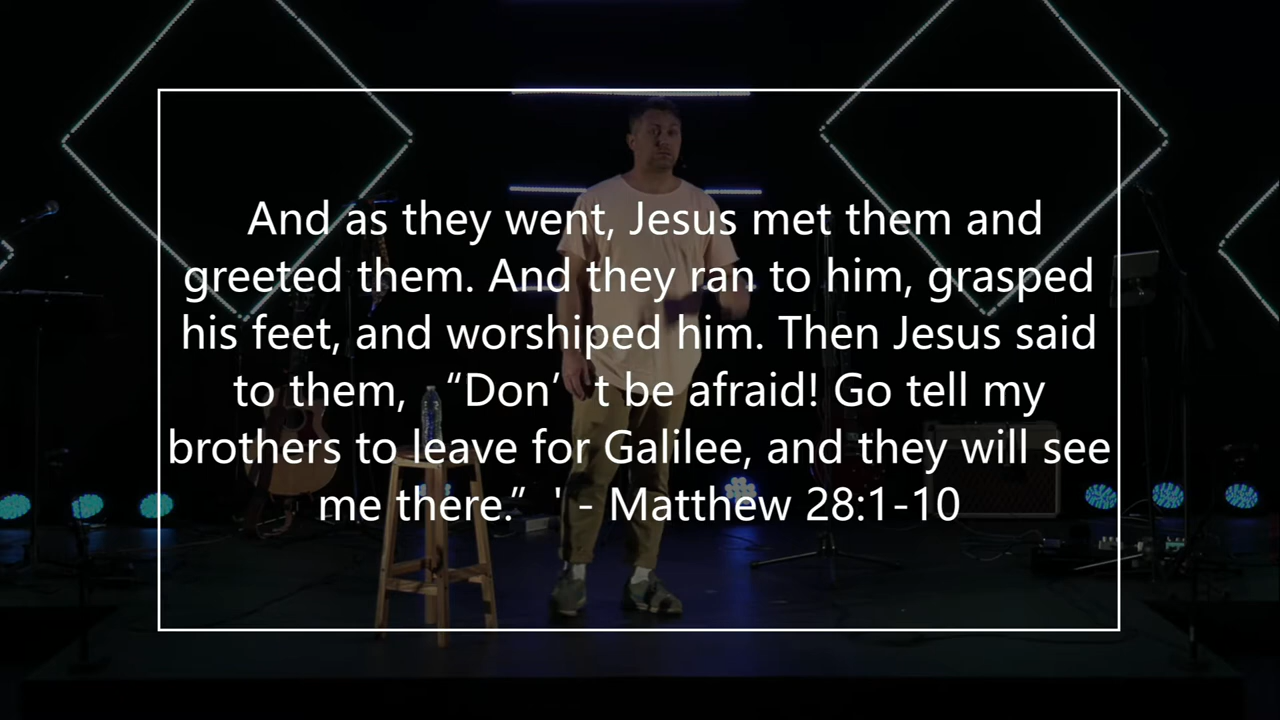 And as they went, Jesus met them and
greeted them. And they ran to him, grasped
his feet, and worshiped him. Then Jesus said
to them, “Don’t be afraid! Go tell my
brothers to leave for Galilee, and they will see
me there.” ' - Matthew 28:1-10